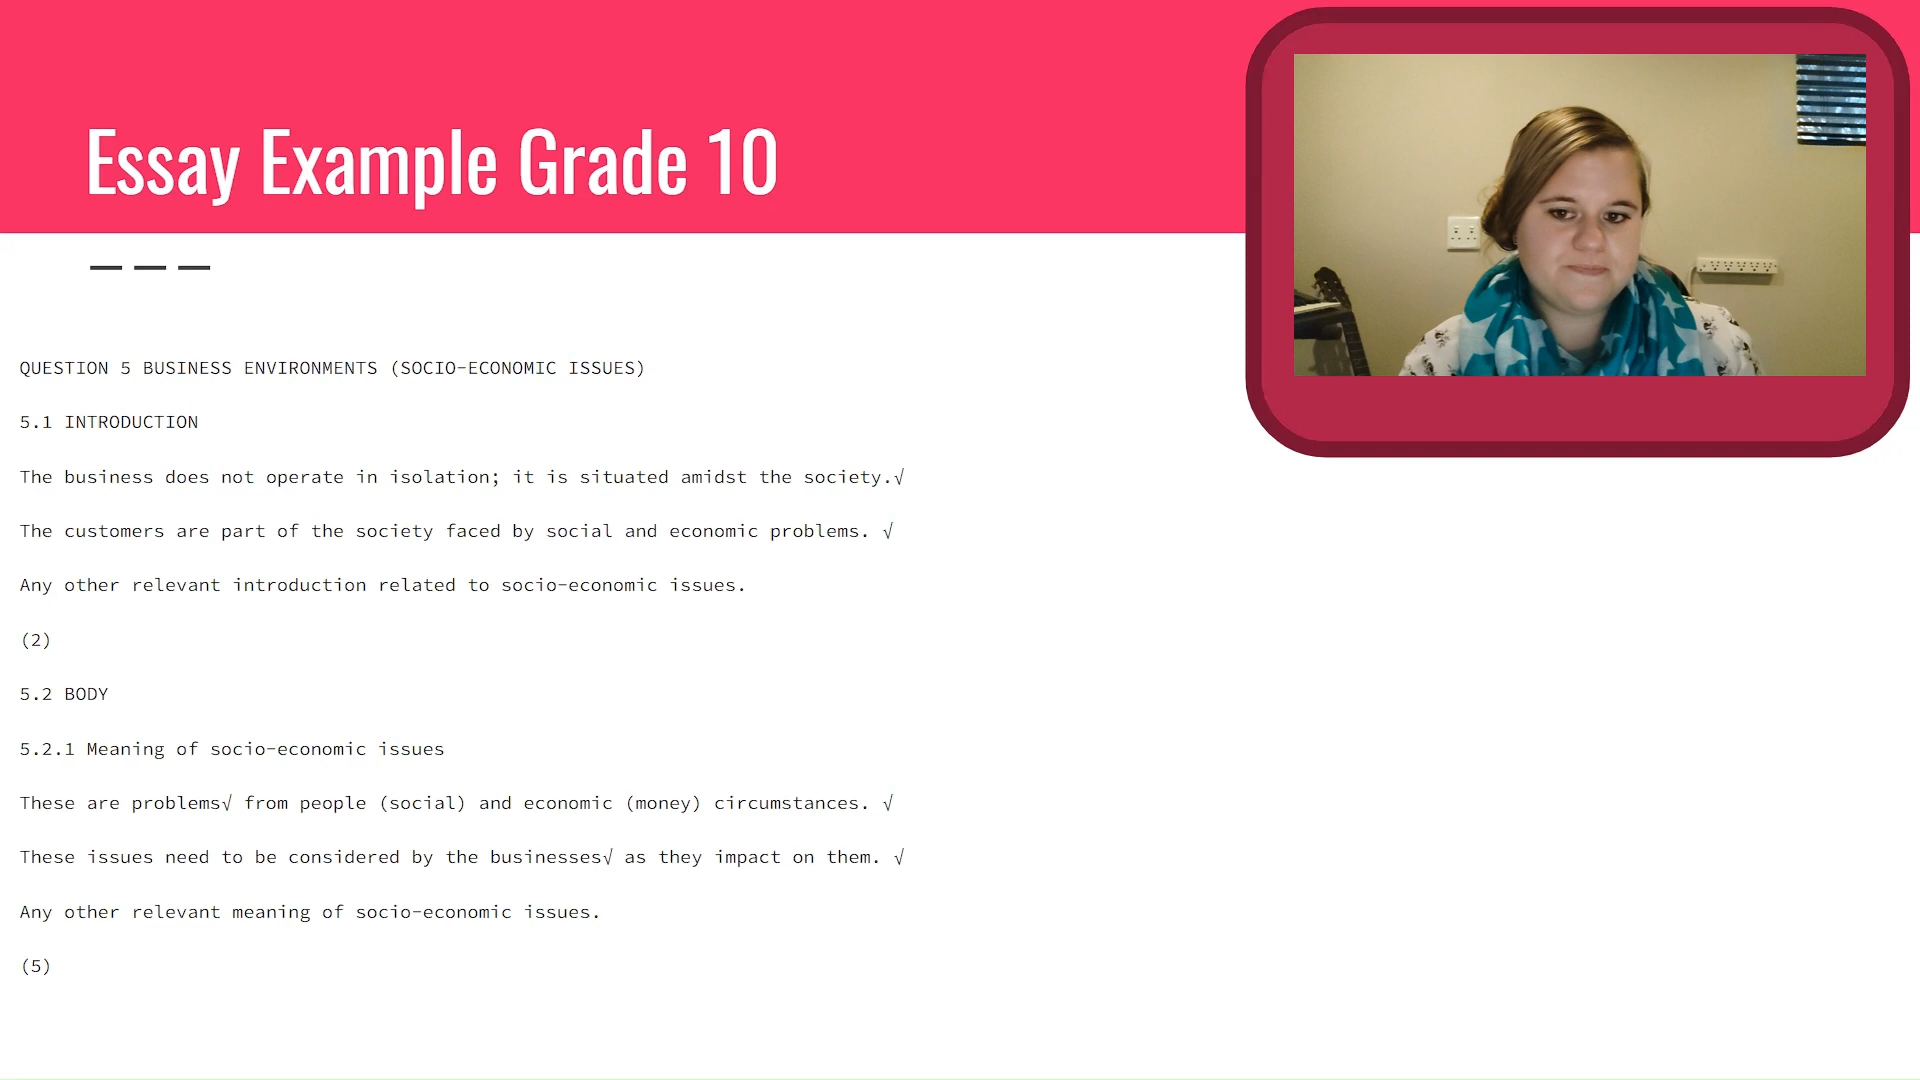 Essay Example Grade 10
QUESTION 5 BUSINESS ENVIRONMENTS (SOCIO-ECONOMIC ISSUES)
5.1 INTRODUCTION
The business does not operate in isolation; it is situated amidst the society.√
The customers are part of the society faced by social and economic problems. √
Any other relevant introduction related to socio-economic issues.
(2)
5.2 BODY
5.2.1 Meaning of socio-economic issues
These are problems√ from people (social) and economic (money) circumstances. √
These issues need to be considered by the businesses√ as they impact on them. √
Any other relevant meaning of socio-economic issues.
(5)